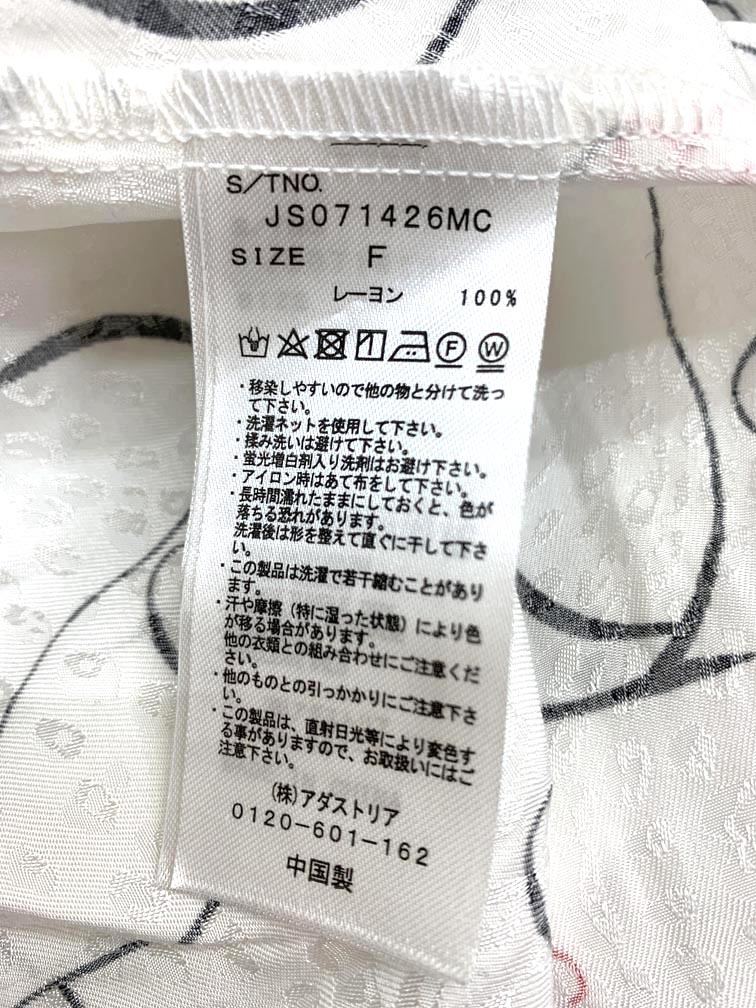 S/TNO.
JS071426MC
SIZE F
レーヨン 100%
F W
・移染しやすいので他の物と分けて洗っ
て下さい。
・洗濯ネットを使用して下さい。
・揉み洗いは避けて下さい。
・蛍光増白剤入り洗剤はお避け下さい。
・アイロン時はあて布をして下さい。
・長時間濡れたままにしておくと、色が
落ちる恐れがあります。
洗濯後は形を整えて直ぐに干して下さ
い。
・この製品は洗濯で若干縮むことがあり
ます。
・汗や摩擦（特に湿った状態）により色
が移る場合があります。
他の衣類との組み合わせにご注意くだ
さい。
・他のものとの引っかかりにご注意下さ
い。
・この製品は、直射日光等により変色す
る事がありますので、お取扱いにはご
注意下さい。
(株)アダストリア
0120-601-162
中国製